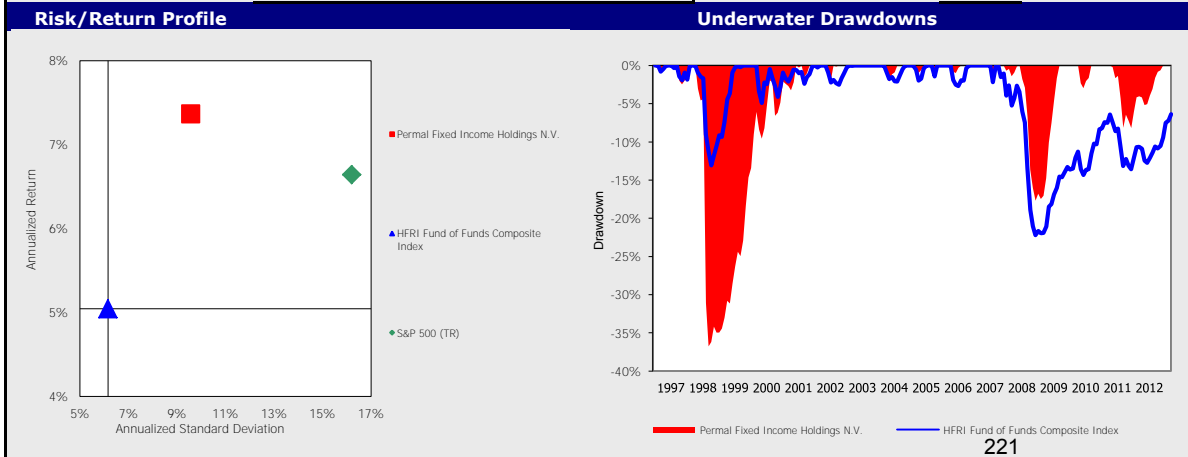 Risk/Return Profile
8%
7%
6%
5%
4%
Annualized Return
5% 7% 9% 11% 13% 15% 17%
Annualized Standard Deviation
Permal Fixed Income Holdings N.V.
HFRI Fund of Funds Composite
Index
S&P 500 (TR)
Underwater Drawdowns
0%
-5%
-10%
-15%
-20%
-25%
-30%
-35%
-40%
Drawdown
1997 1998 1999 2000 2001 2002 2003 2004 2005 2006 2007 2008 2009 2010 2011 2012
Permal Fixed Income Holdings N.V. HFRI Fund of Funds Composite Index
221